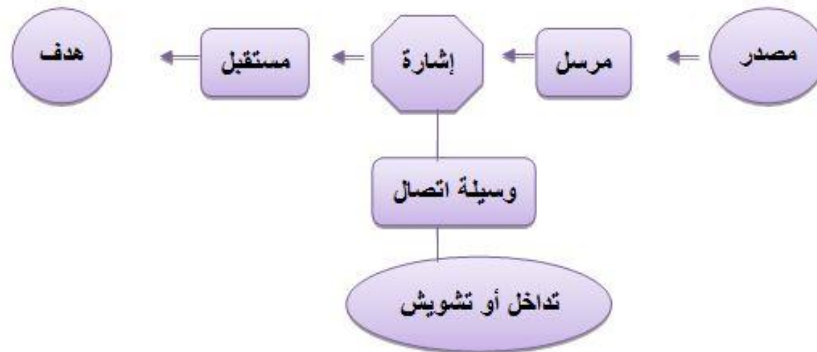 مصدر
مرسل
إشارة
مستقبل
هدف
وسيلة اتصال
تداخل أو تشويش